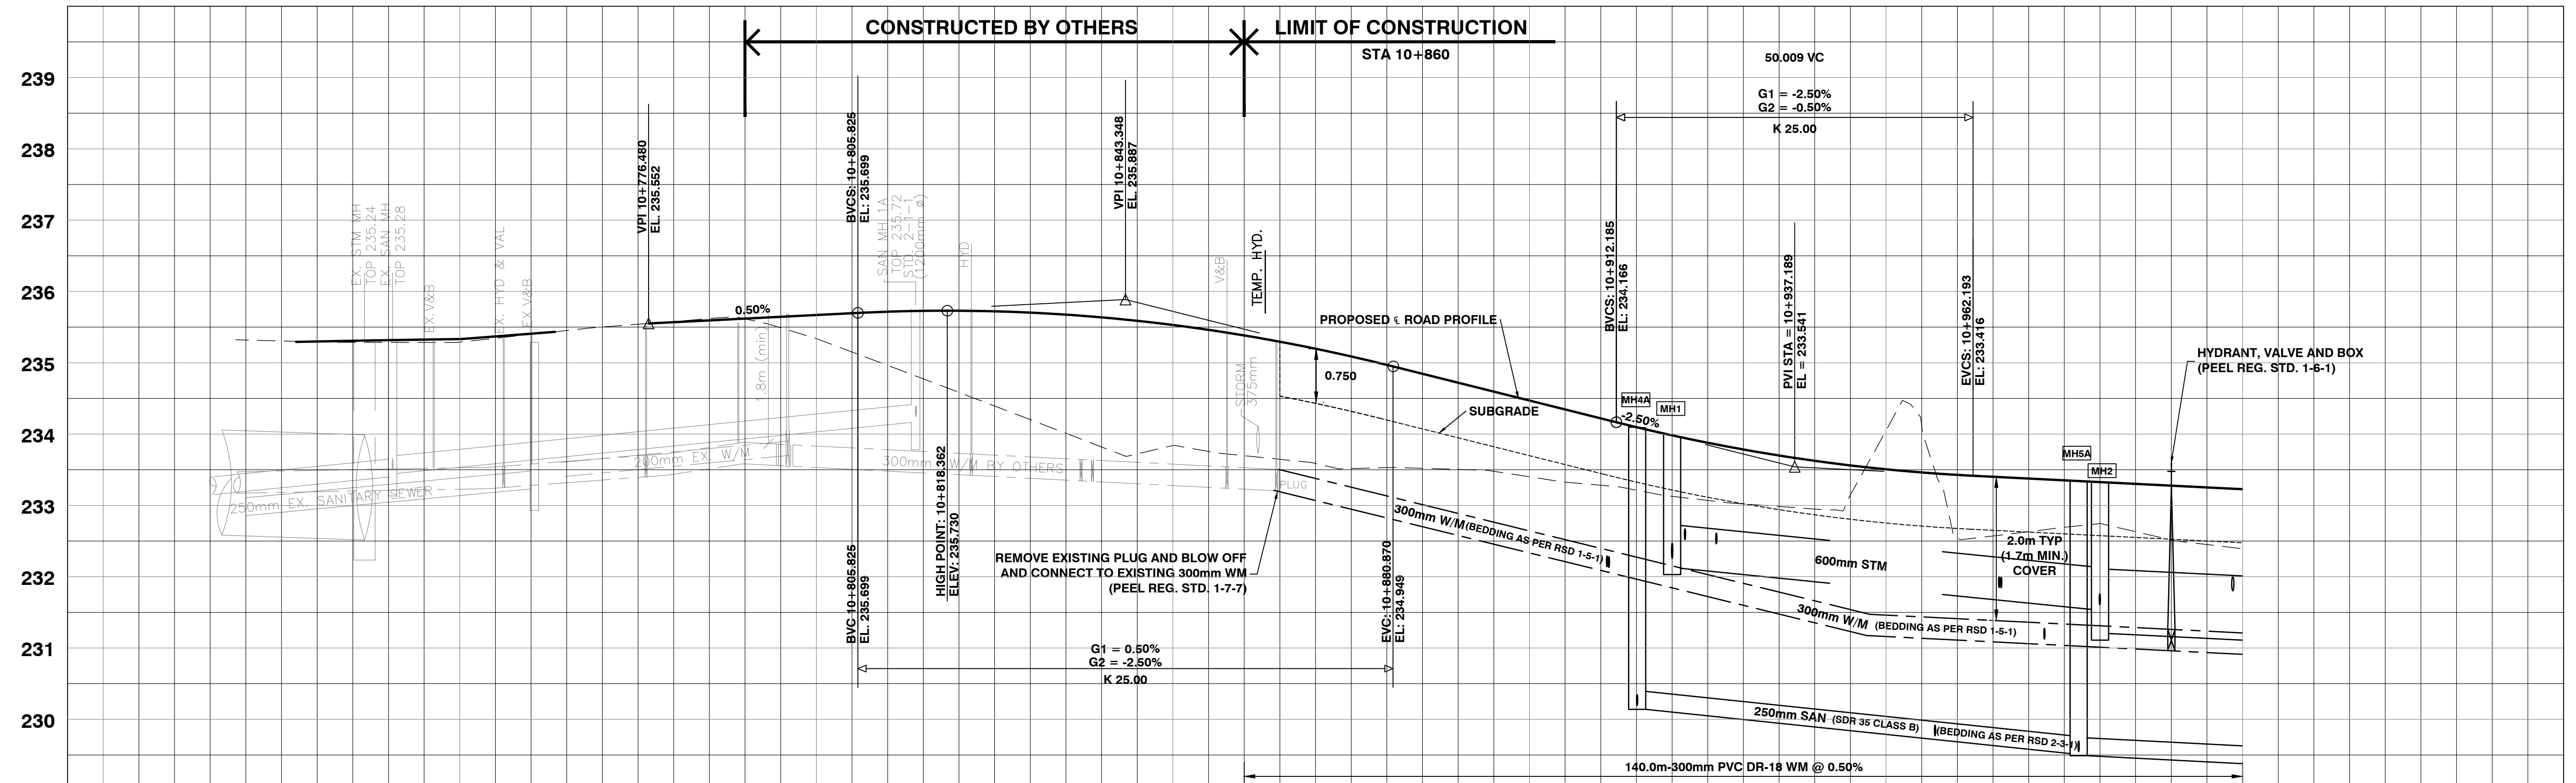 CONSTRUCTED BY OTHERS
LIMIT OF CONSTRUCTION
STA 10+860
50.009 VC
G1 = -2.50%
G2 = -0.50%
K 25.00
239
238
237
236
235
234
233
232
231
230
EX. STM MH
TOP 235.24
EX. SAN MH
TOP 235.28
EX.V&B
EX. HYD & VAL
EX.V&B
VPI 10+776.480
EL. 235.552
0.50%
1.8m (min)
BVCS: 10+805.825
EL: 235.699
SAN MH 1A
TOP 235.72
STD. 2-1-1
(1200mm ø)
HYD
VPI 10+843.348
EL. 235.887
V&B
TEMP. HYD.
STORM
375mm
0.750
PROPOSED ℄ ROAD PROFILE
SUBGRADE
BVCS: 10+912.185
EL: 234.166
MH4A
MH1
-2.50%
PVI STA = 10+937.189
EL = 233.541
EVCS: 10+962.193
EL: 233.416
HYDRANT, VALVE AND BOX
(PEEL REG. STD. 1-6-1)
MH5A
MH2
250mm EX. SANITARY SEWER
200mm EX. W/M
300mm W/M BY OTHERS
PLUG
HIGH POINT: 10+818.362
ELEV: 235.730
REMOVE EXISTING PLUG AND BLOW OFF
AND CONNECT TO EXISTING 300mm WM
(PEEL REG. STD. 1-7-7)
300mm W/M (BEDDING AS PER RSD 1-5-1)
600mm STM
2.0m TYP
(1.7m MIN.)
COVER
300mm W/M (BEDDING AS PER RSD 1-5-1)
BVC 10+805.825
EL. 235.699
EVC: 10+880.870
EL: 234.949
G1 = 0.50%
G2 = -2.50%
K 25.00
250mm SAN (SDR 35 CLASS B) (BEDDING AS PER RSD 2-3-1)
140.0m-300mm PVC DR-18 WM @ 0.50%